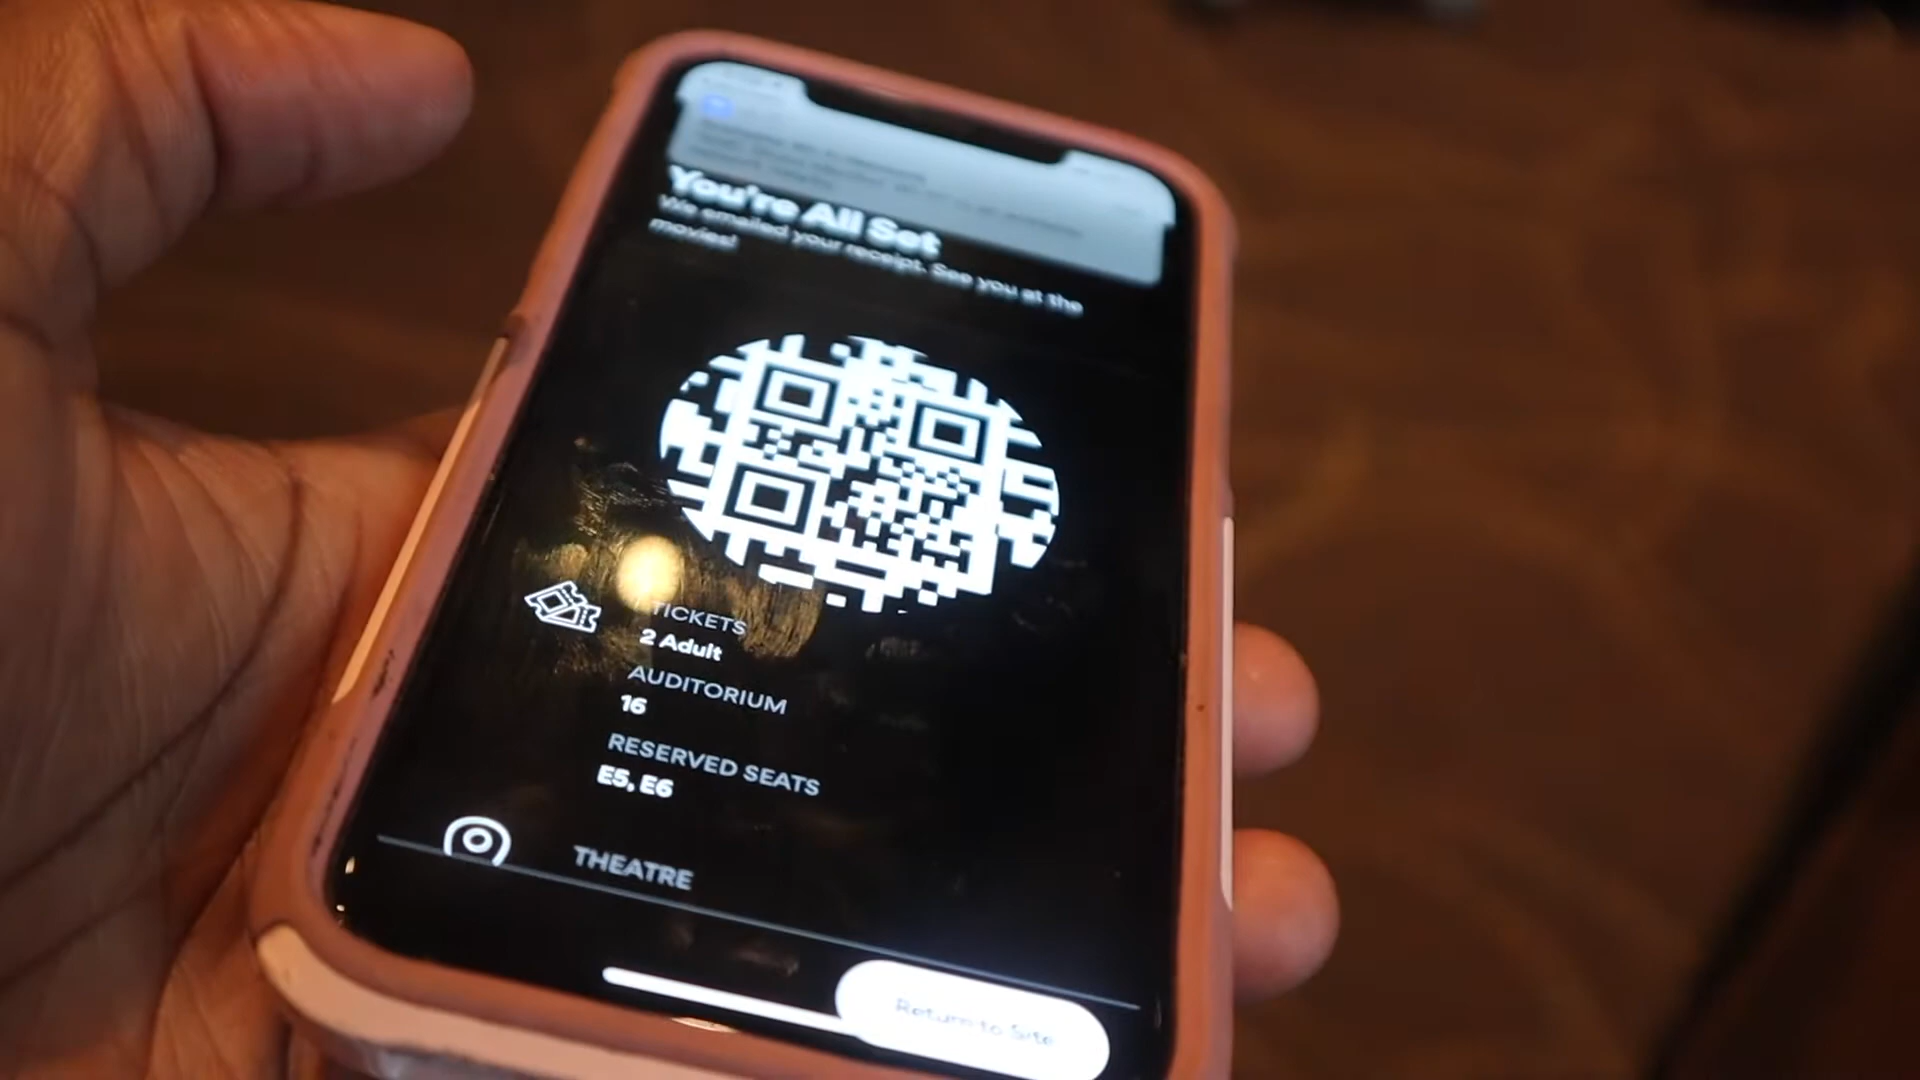 You're All Set
We emailed your receipt. See you at the
movies!
TICKETS
2 Adult
AUDITORIUM
16
RESERVED SEATS
E5, E6
THEATRE
Return to Site